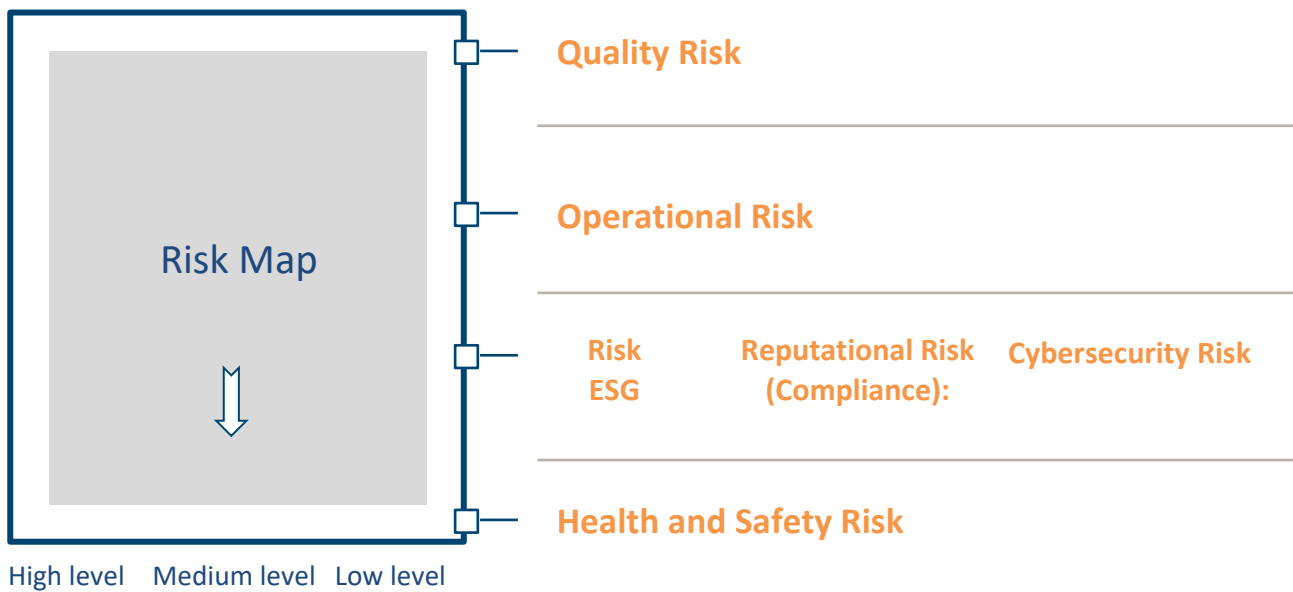 Quality Risk
Operational Risk
Risk Map
Risk
ESG
Reputational Risk
(Compliance):
Cybersecurity Risk
Health and Safety Risk
High level Medium level Low level